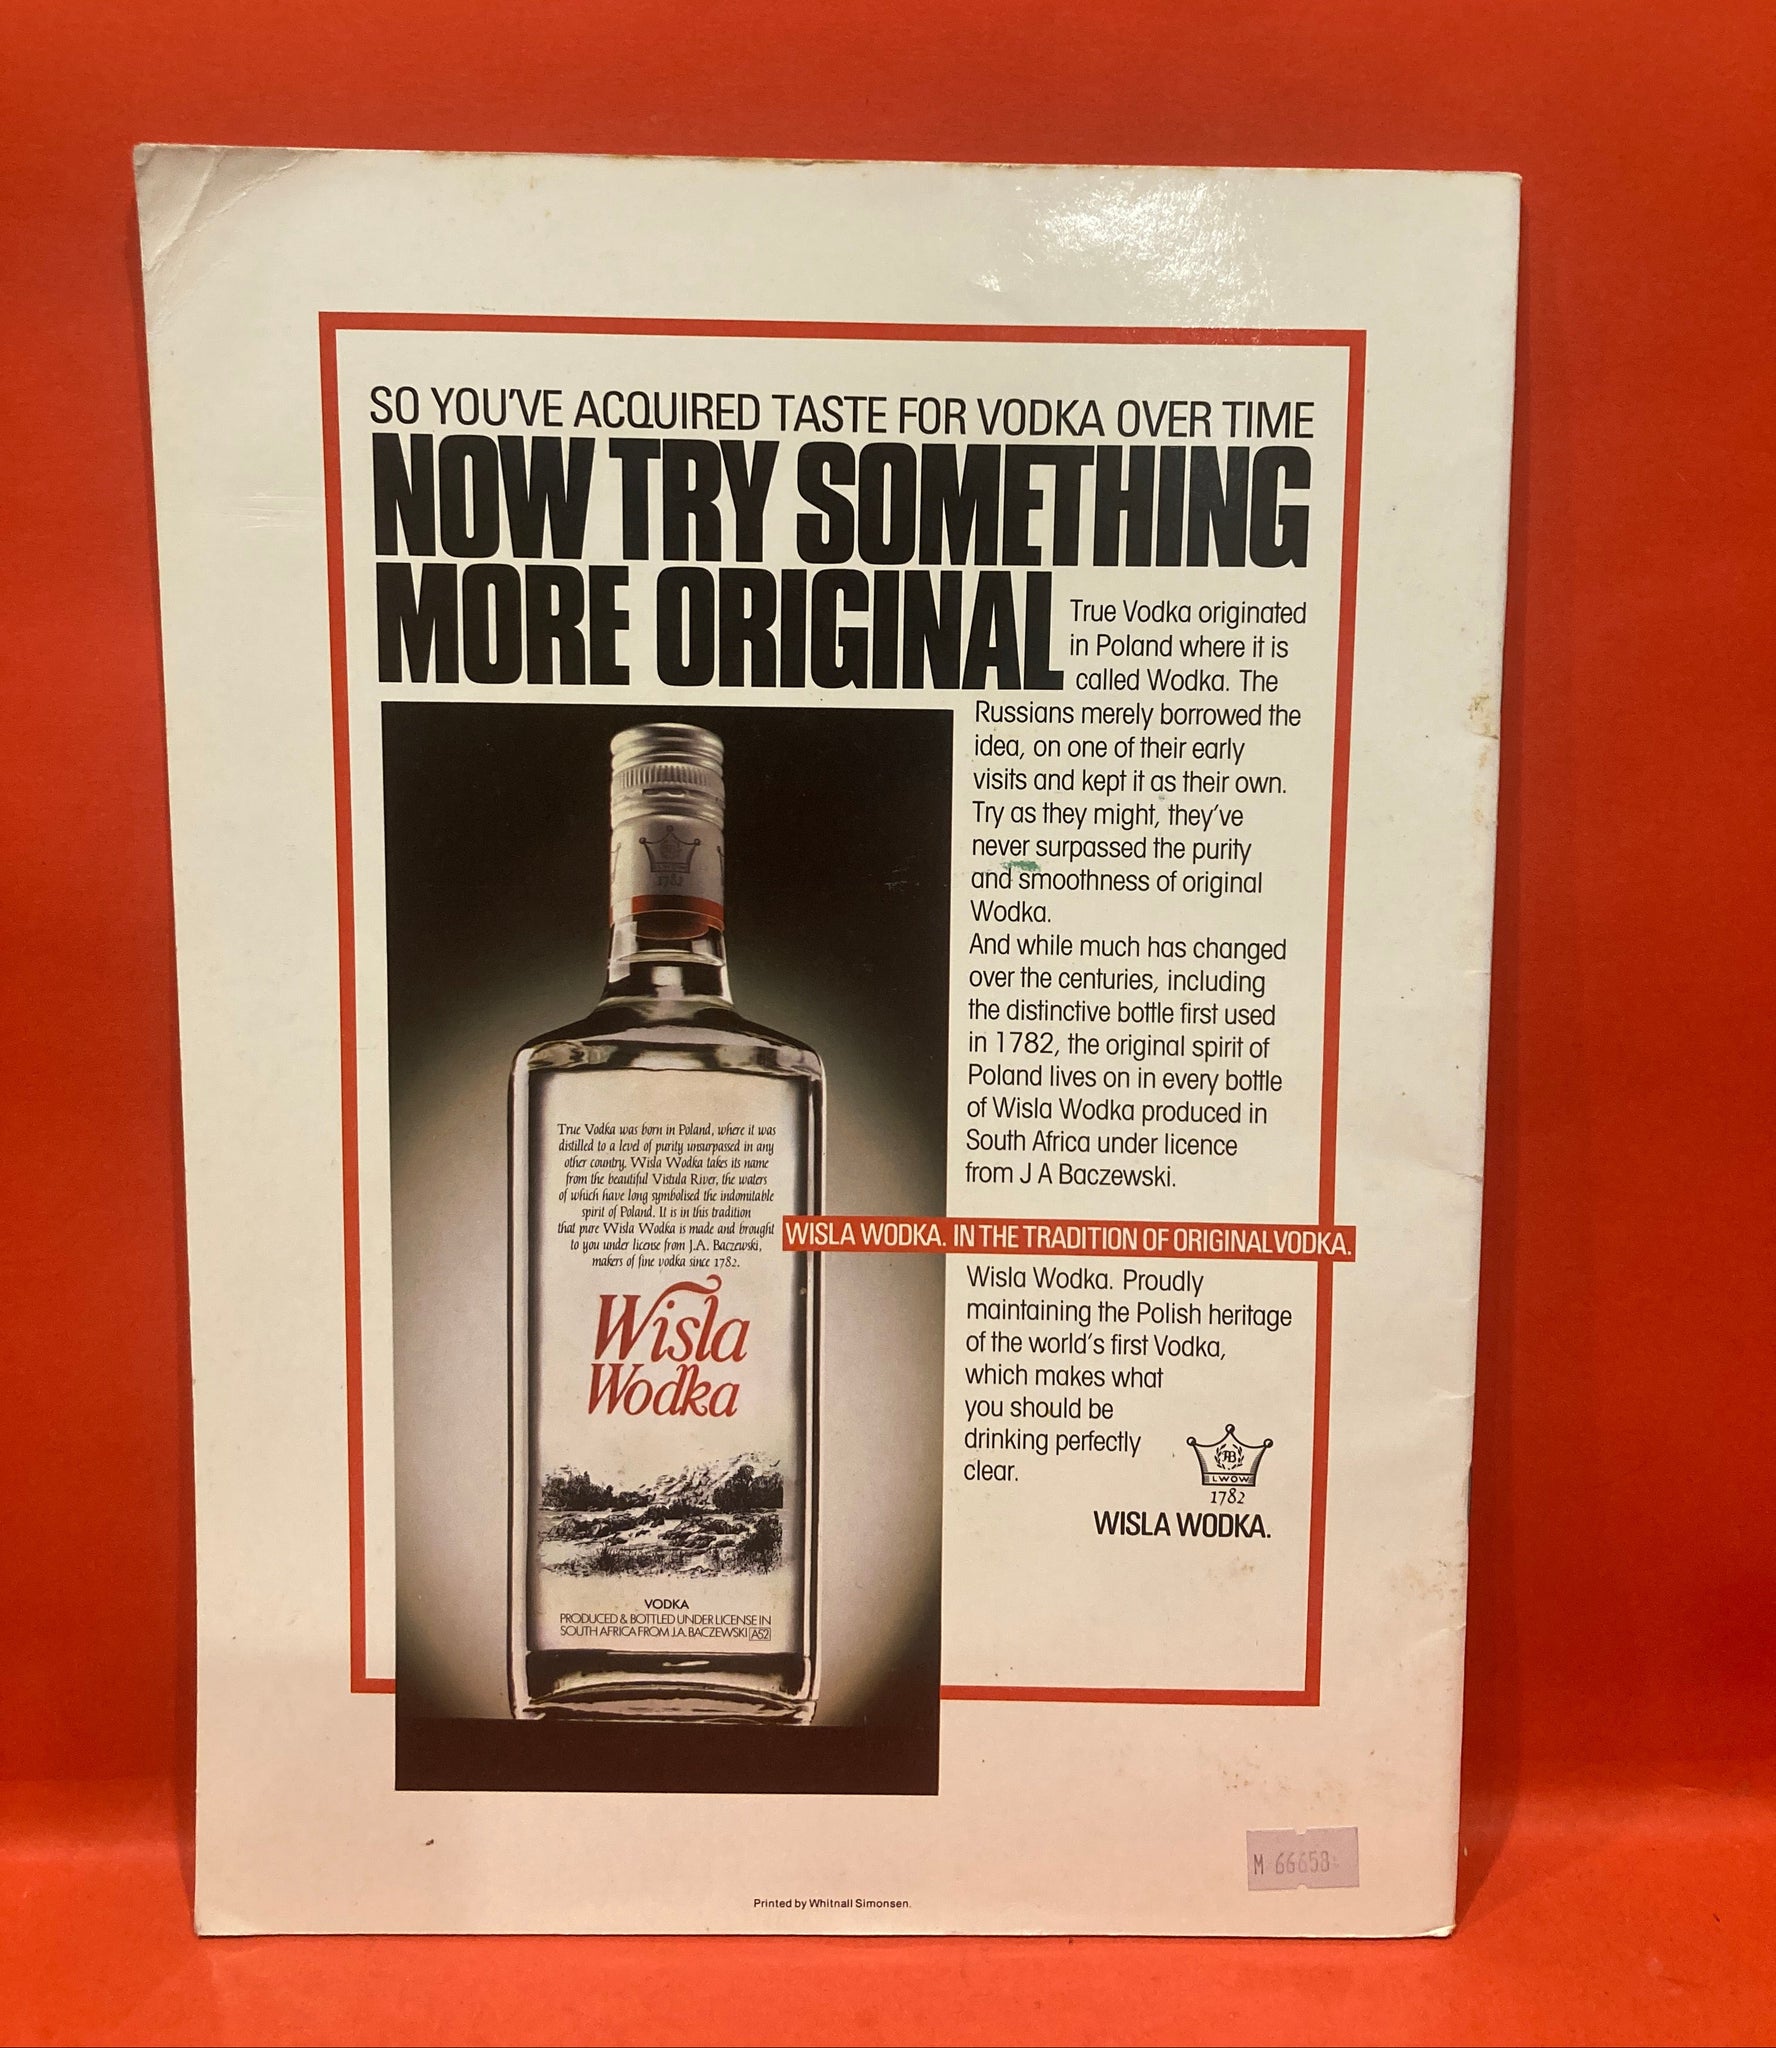 SO YOU'VE ACQUIRED TASTE FOR VODKA OVER TIME
NOW TRY SOMETHING
MORE ORIGINAL
True Vodka originated
in Poland where it is
called Wodka. The
Russians merely borrowed the
idea, on one of their early
visits and kept it as their own.
Try as they might, they've
never surpassed the purity
and smoothness of original
Wodka.
And while much has changed
over the centuries, including
the distinctive bottle first used
in 1782, the original spirit of
Poland lives on in every bottle
of Wisla Wodka produced in
South Africa under licence
from J A Baczewski.
WISLA WODKA. IN THE TRADITION OF ORIGINAL VODKA.
Wisla Wodka. Proudly
maintaining the Polish heritage
of the world's first Vodka,
which makes what
you should be
drinking perfectly
clear.
JAB
LWOW
1782
WISLA WODKA.
LWOW
1782
True Vodka was born in Poland, where it was
distilled to a level of purity unsurpassed in any
other country. Wisla Wodka takes its name
from the beautiful Vistula River, the waters
of which have long symbolised the indomitable
spirit of Poland. It is in this tradition
that pure Wisla Wodka is made and brought
to you under license from J.A. Baczewski,
makers of fine vodka since 1782.
Wisla
Wodka
VODKA
PRODUCED & BOTTLED UNDER LICENSE IN
SOUTH AFRICA FROM J.A. BACZEWSKI A52
M 66653
Printed by Whitnall Simonsen.